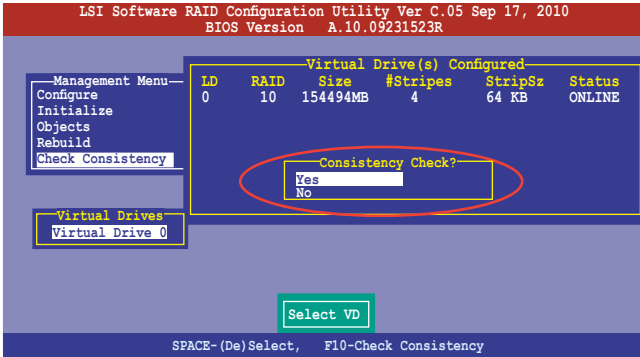 LSI Software RAID Configuration Utility Ver C.05 Sep 17, 2010
BIOS Version A.10.09231523R
Management Menu
Configure
Initialize
Objects
Rebuild
Check Consistency
Virtual Drive(s) Configured
LD RAID Size #Stripes StripSz Status
0 10 154494MB 4 64 KB ONLINE
Consistency Check?
Yes
No
Virtual Drives
Virtual Drive 0
Select VD
SPACE-(De)Select, F10-Check Consistency